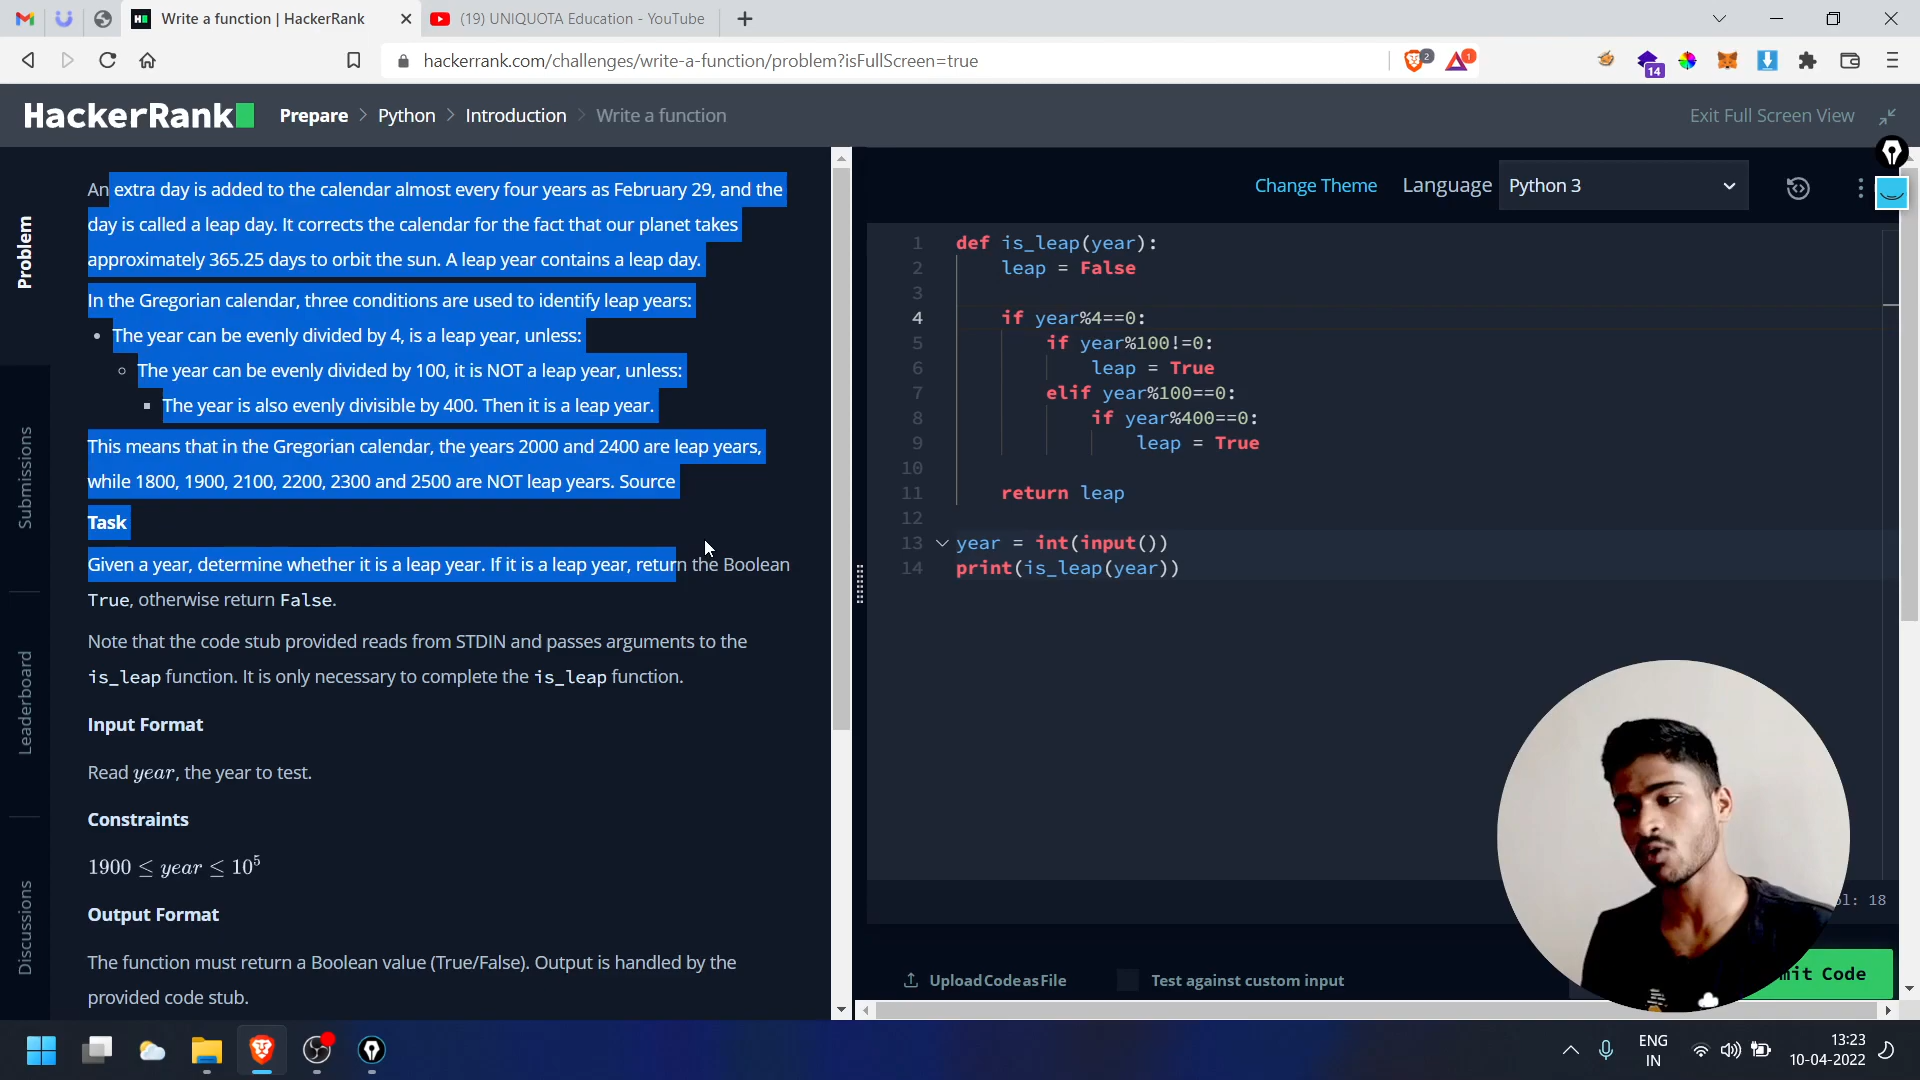 Write a function | HackerRank
(19) UNIQUOTA Education - YouTube
hackerrank.com/challenges/write-a-function/problem?isFullScreen=true
2
1
14
HackerRank
Prepare > Python > Introduction > Write a function
Exit Full Screen View
Problem
Submissions
Leaderboard
Discussions
An extra day is added to the calendar almost every four years as February 29, and the
day is called a leap day. It corrects the calendar for the fact that our planet takes
approximately 365.25 days to orbit the sun. A leap year contains a leap day.
In the Gregorian calendar, three conditions are used to identify leap years:
The year can be evenly divided by 4, is a leap year, unless:
The year can be evenly divided by 100, it is NOT a leap year, unless:
The year is also evenly divisible by 400. Then it is a leap year.
This means that in the Gregorian calendar, the years 2000 and 2400 are leap years,
while 1800, 1900, 2100, 2200, 2300 and 2500 are NOT leap years. Source
Task
Given a year, determine whether it is a leap year. If it is a leap year, return the Boolean
True, otherwise return False.
Note that the code stub provided reads from STDIN and passes arguments to the
is_leap function. It is only necessary to complete the is_leap function.
Input Format
Read year, the year to test.
Constraints
1900 ≤ year ≤ 10⁵
Output Format
The function must return a Boolean value (True/False). Output is handled by the
provided code stub.
Change Theme Language Python 3
1 def is_leap(year):
2 leap = False
3
4 if year%4==0:
5 if year%100!=0:
6 leap = True
7 elif year%100==0:
8 if year%400==0:
9 leap = True
10
11 return leap
12
13 year = int(input())
14 print(is_leap(year))
: 18
Upload Code as File
Test against custom input
mit Code
ENG
IN
13:23
10-04-2022